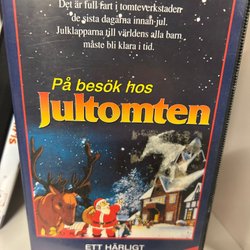 Det är full fart i tomteverkstaden
de sista dagarna innan jul.
Julklapparna till världens alla barn
måste bli klara i tid.
På besök hos
Jultomten
ETT HÄRLIGT